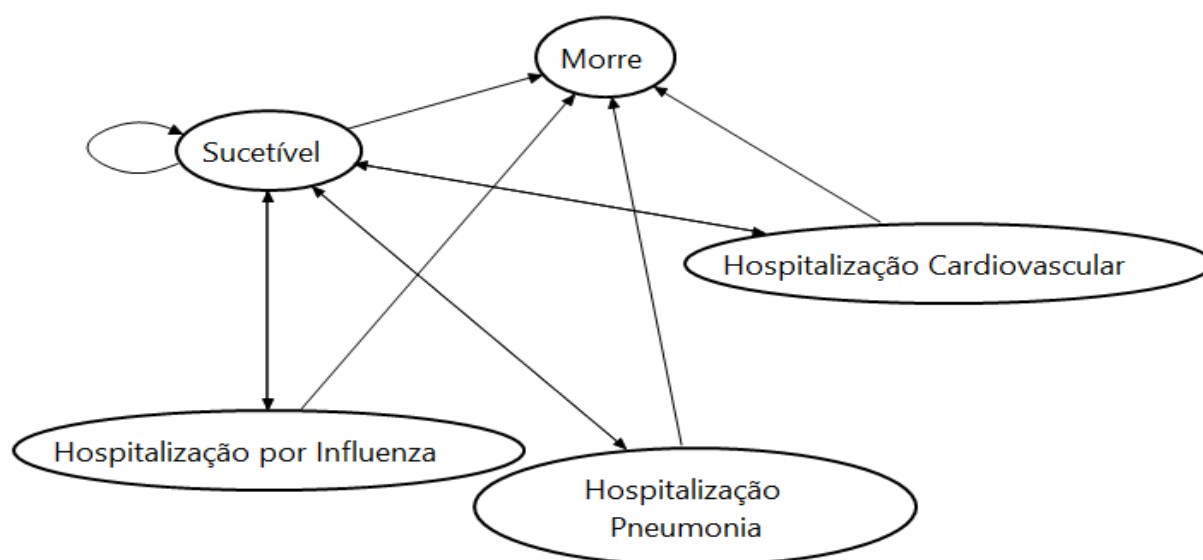 Morre
Sucetível
Hospitalização Cardiovascular
Hospitalização por Influenza
Hospitalização
Pneumonia